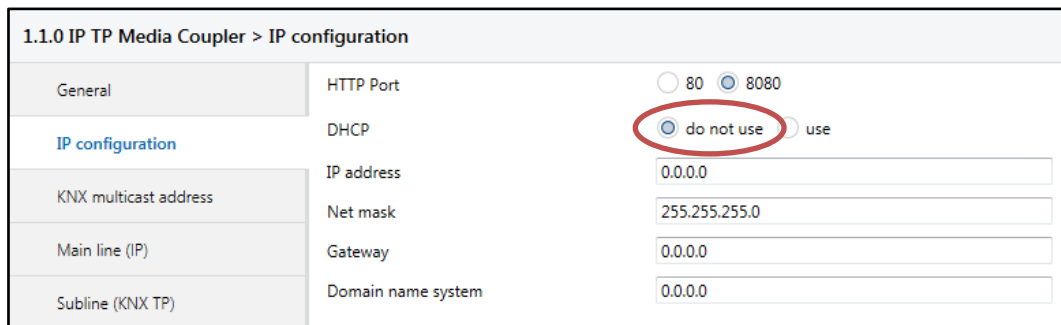 1.1.0 IP TP Media Coupler > IP configuration
General
IP configuration
KNX multicast address
Main line (IP)
Subline (KNX TP)
HTTP Port 80 8080
DHCP do not use use
IP address 0.0.0.0
Net mask 255.255.255.0
Gateway 0.0.0.0
Domain name system 0.0.0.0